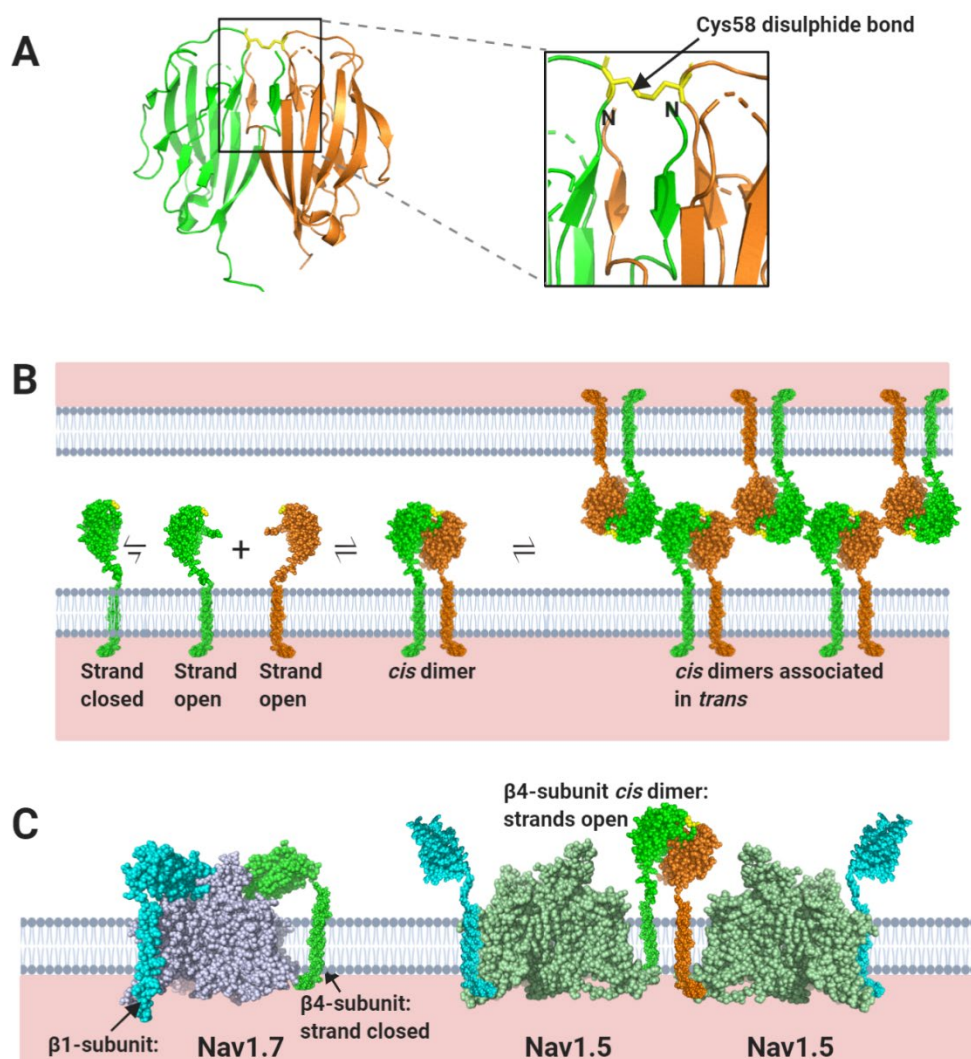 A
Cys58 disulphide bond
N
N
B
+
Strand
closed
Strand
open
Strand
open
cis dimer
cis dimers associated
in trans
C
β4-subunit cis dimer:
strands open
β1-subunit:
Nav1.7
β4-subunit:
strand closed
Nav1.5
Nav1.5